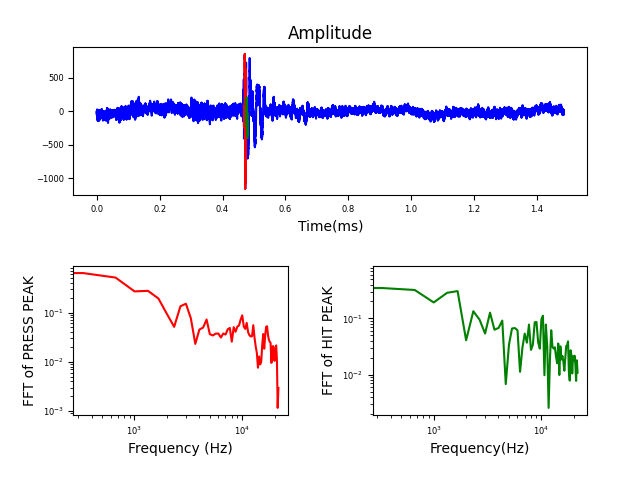 Amplitude
500
0
−500
−1000
0.0 0.2 0.4 0.6 0.8 1.0 1.2 1.4
Time(ms)
FFT of PRESS PEAK
10⁻¹
10⁻²
10⁻³
10³ 10⁴
Frequency (Hz)
FFT of HIT PEAK
10⁻¹
10⁻²
10³ 10⁴
Frequency(Hz)